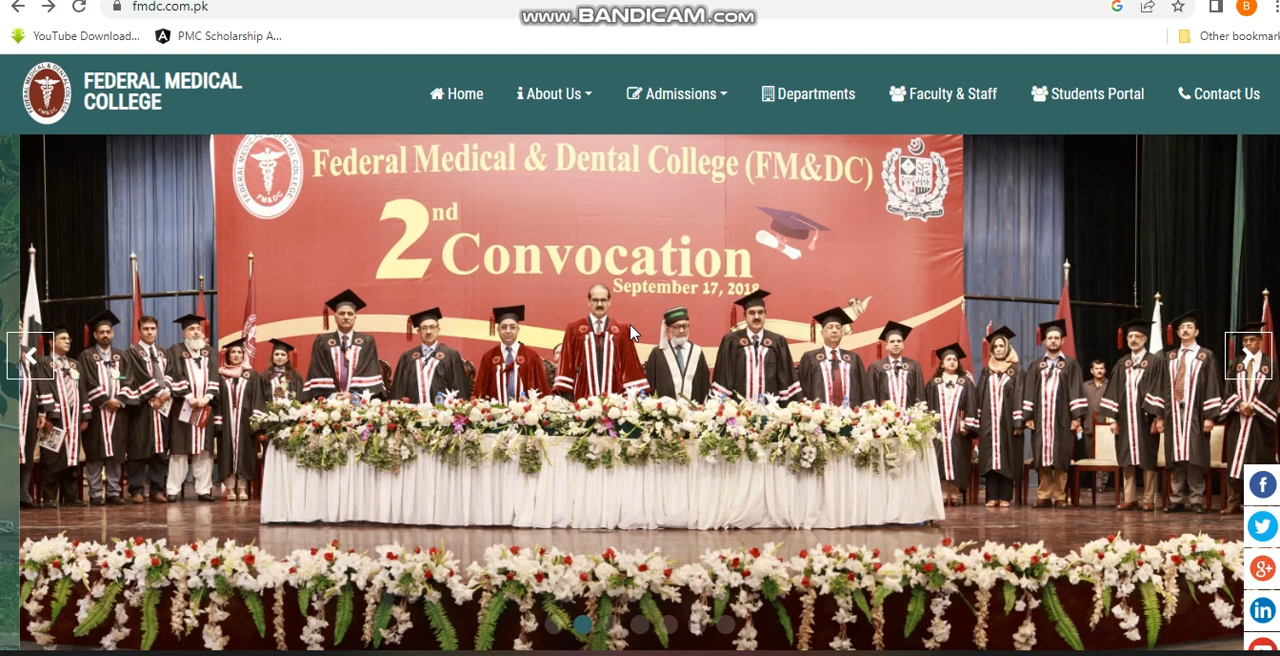 fmdc.com.pk
www.BANDICAM.com
B
YouTube Download...
PMC Scholarship A...
Other bookmark
FEDERAL MEDICAL
COLLEGE
Home
About Us
Admissions
Departments
Faculty & Staff
Students Portal
Contact Us
Federal Medical & Dental College (FM&DC)
2nd
Convocation
September 17, 2018